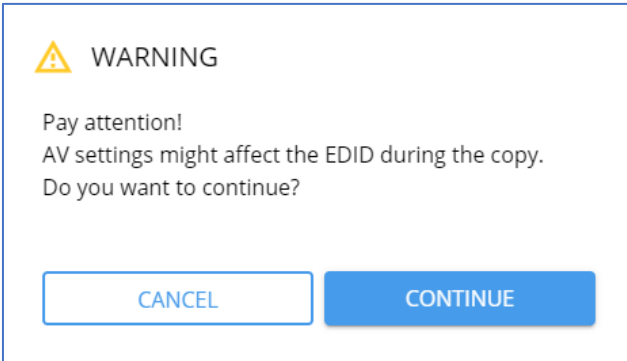 WARNING
Pay attention!
AV settings might affect the EDID during the copy.
Do you want to continue?
CANCEL
CONTINUE